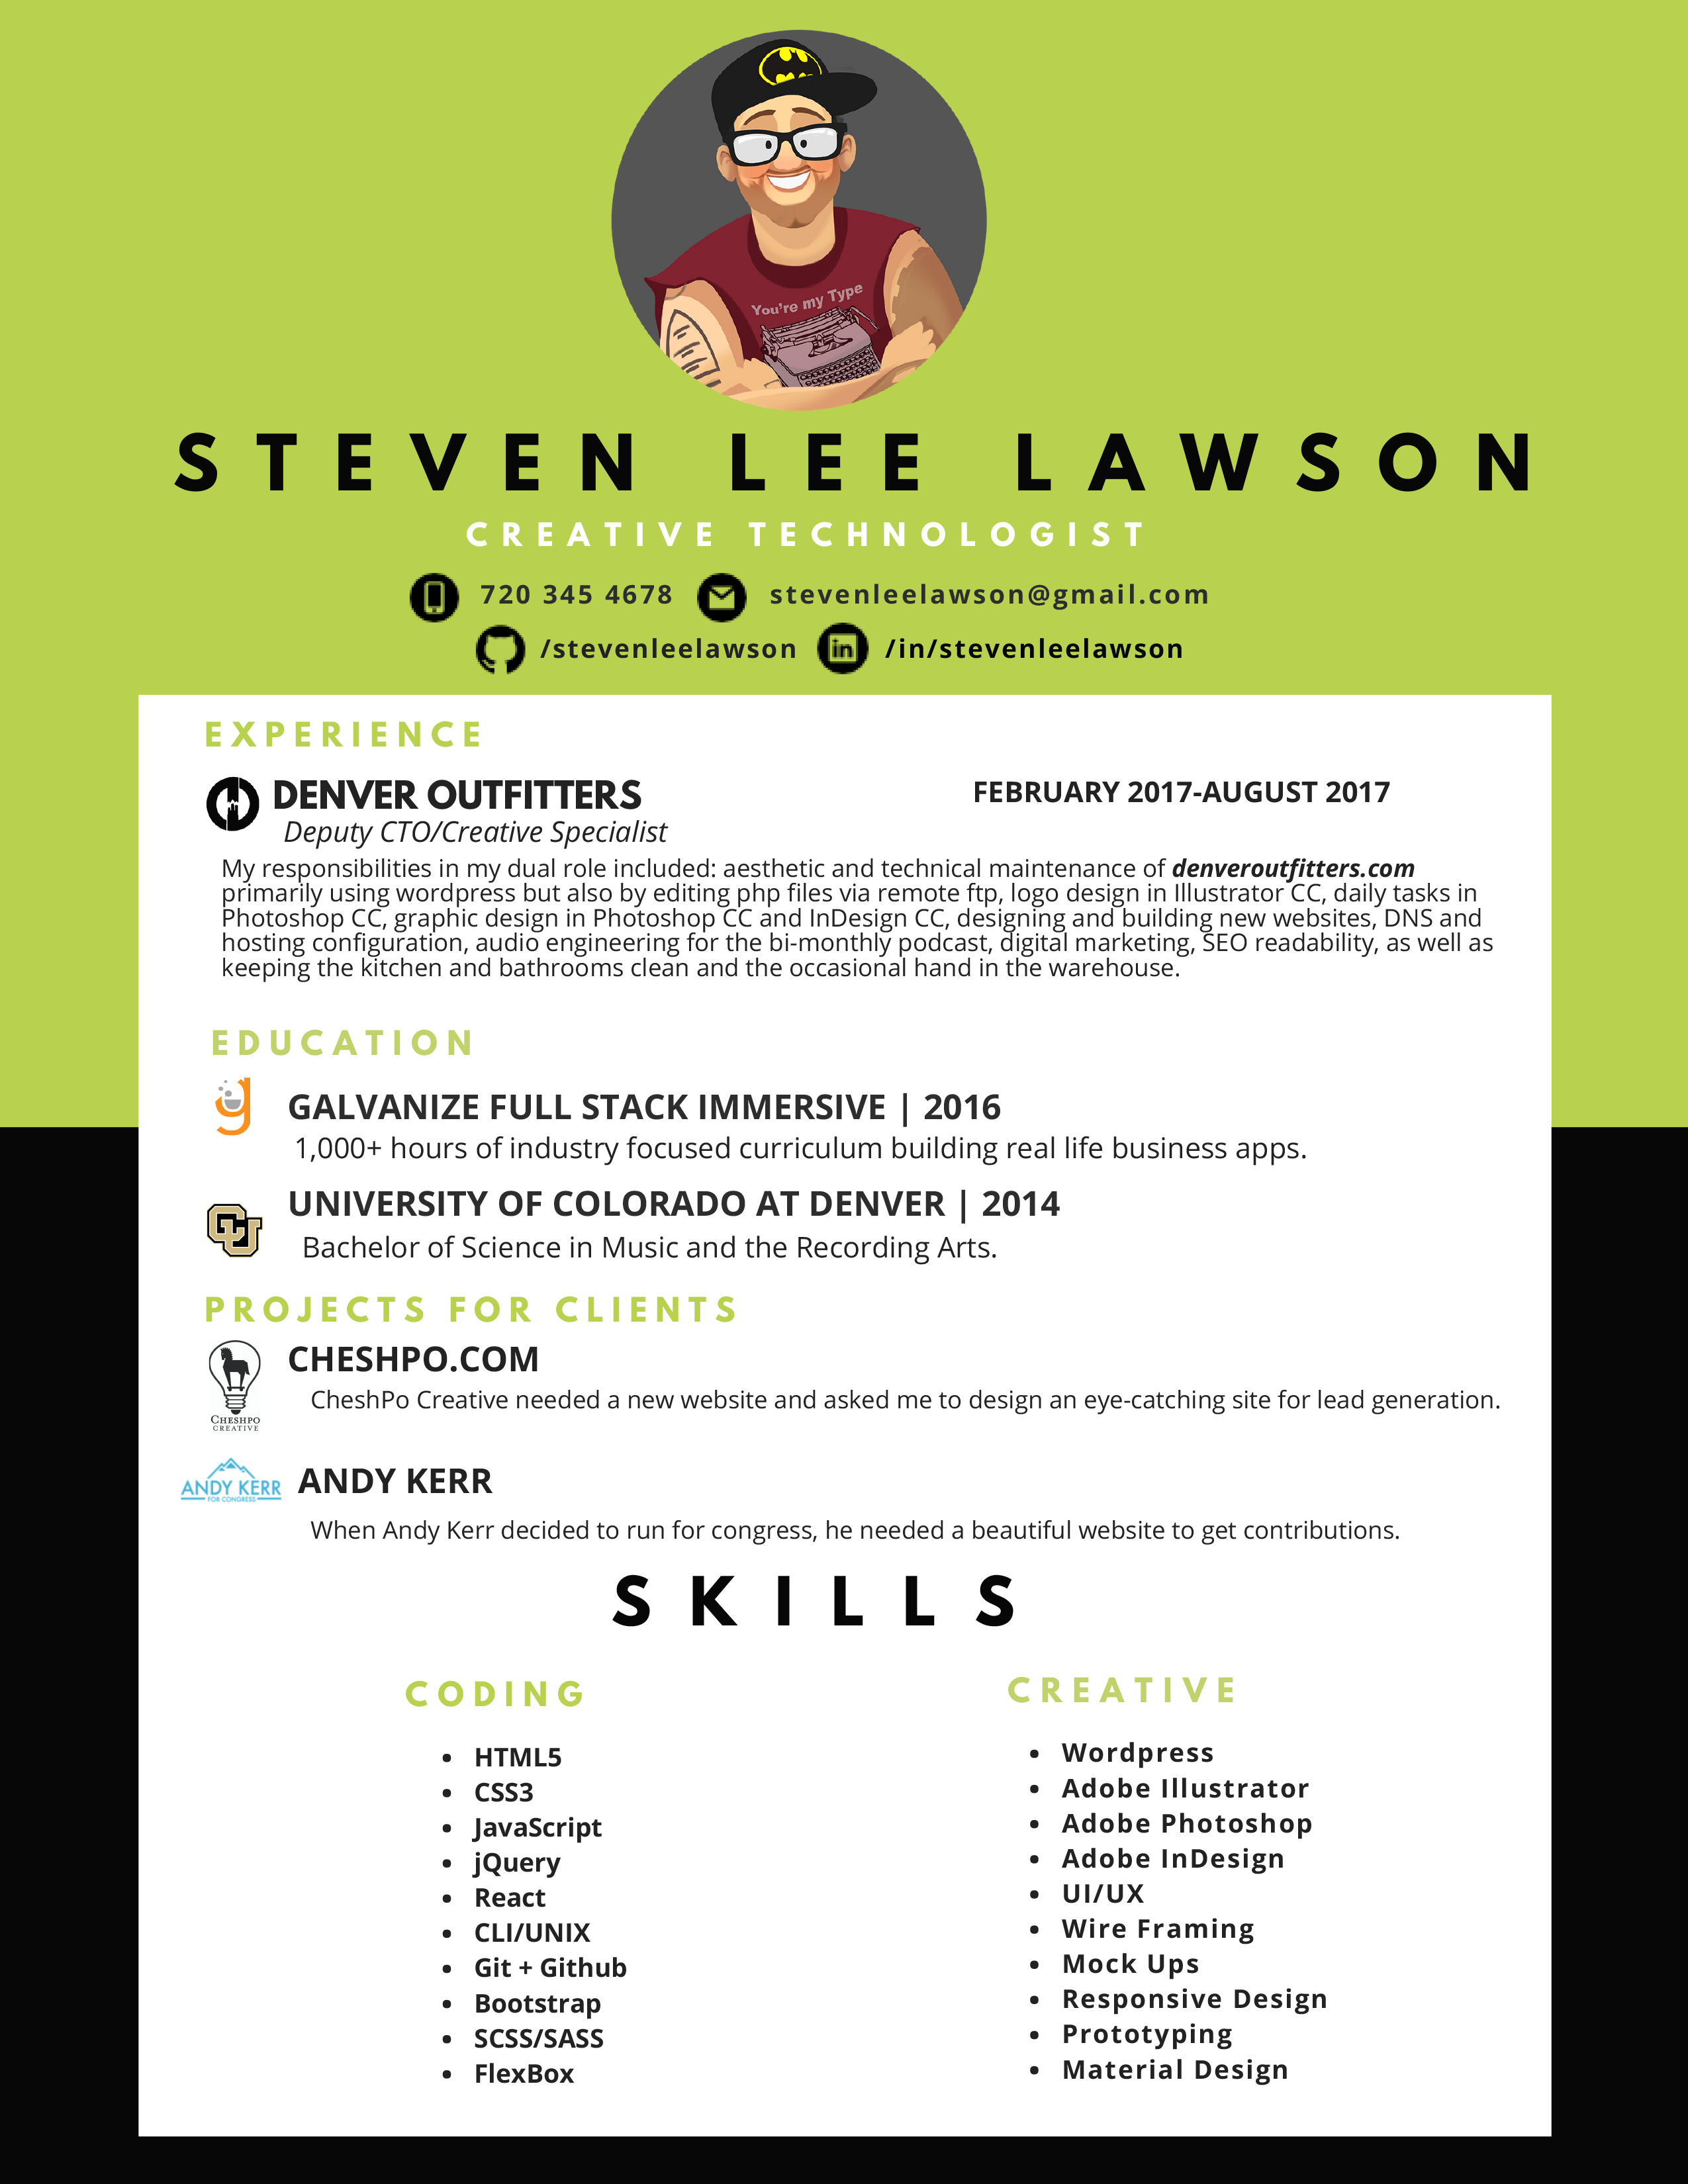 You're my Type
STEVEN LEE LAWSON
CREATIVE TECHNOLOGIST
720 345 4678 stevenleelawson@gmail.com
/stevenleelawson in /in/stevenleelawson
EXPERIENCE
DENVER OUTFITTERS FEBRUARY 2017-AUGUST 2017
Deputy CTO/Creative Specialist
My responsibilities in my dual role included: aesthetic and technical maintenance of denveroutfitters.com
primarily using wordpress but also by editing php files via remote ftp, logo design in Illustrator CC, daily tasks in
Photoshop CC, graphic design in Photoshop CC and InDesign CC, designing and building new websites, DNS and
hosting configuration, audio engineering for the bi-monthly podcast, digital marketing, SEO readability, as well as
keeping the kitchen and bathrooms clean and the occasional hand in the warehouse.
EDUCATION
g
GALVANIZE FULL STACK IMMERSIVE | 2016
1,000+ hours of industry focused curriculum building real life business apps.
CU
UNIVERSITY OF COLORADO AT DENVER | 2014
Bachelor of Science in Music and the Recording Arts.
PROJECTS FOR CLIENTS
CHESHPO.COM
CheshPo Creative needed a new website and asked me to design an eye-catching site for lead generation.
CHESHPO
CREATIVE
ANDY KERR
FOR CONGRESS
ANDY KERR
When Andy Kerr decided to run for congress, he needed a beautiful website to get contributions.
SKILLS
CODING
HTML5
CSS3
JavaScript
jQuery
React
CLI/UNIX
Git + Github
Bootstrap
SCSS/SASS
FlexBox
CREATIVE
Wordpress
Adobe Illustrator
Adobe Photoshop
Adobe InDesign
UI/UX
Wire Framing
Mock Ups
Responsive Design
Prototyping
Material Design